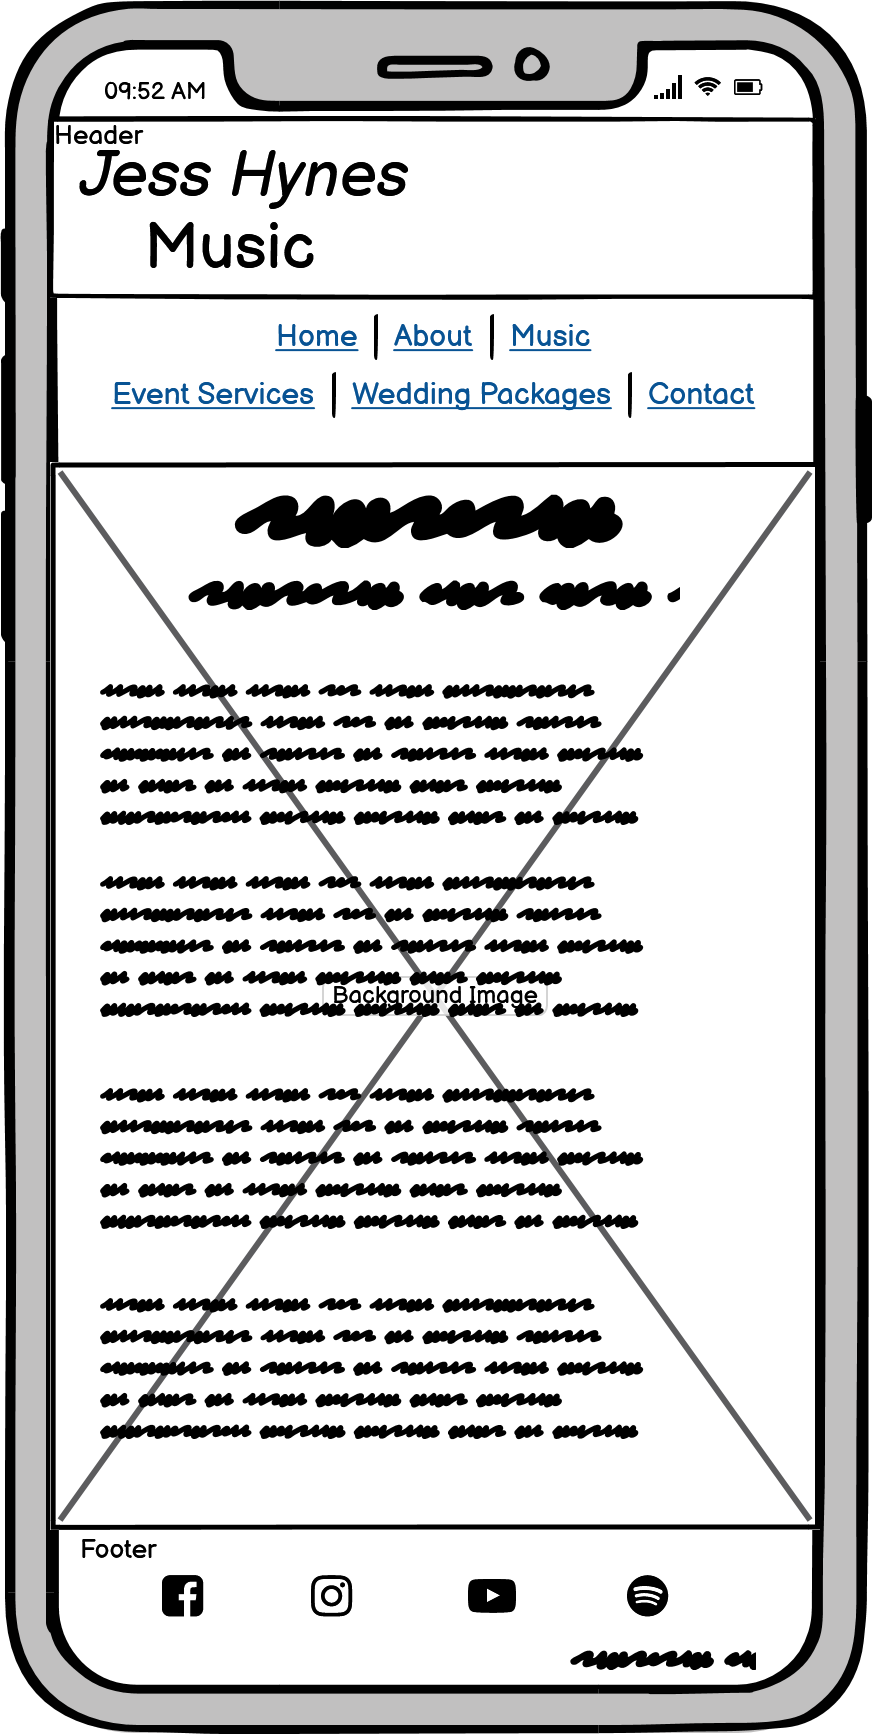 09:52 AM
Header
Jess Hynes
Music
Home | About | Music
Event Services | Wedding Packages | Contact
Background Image
Footer